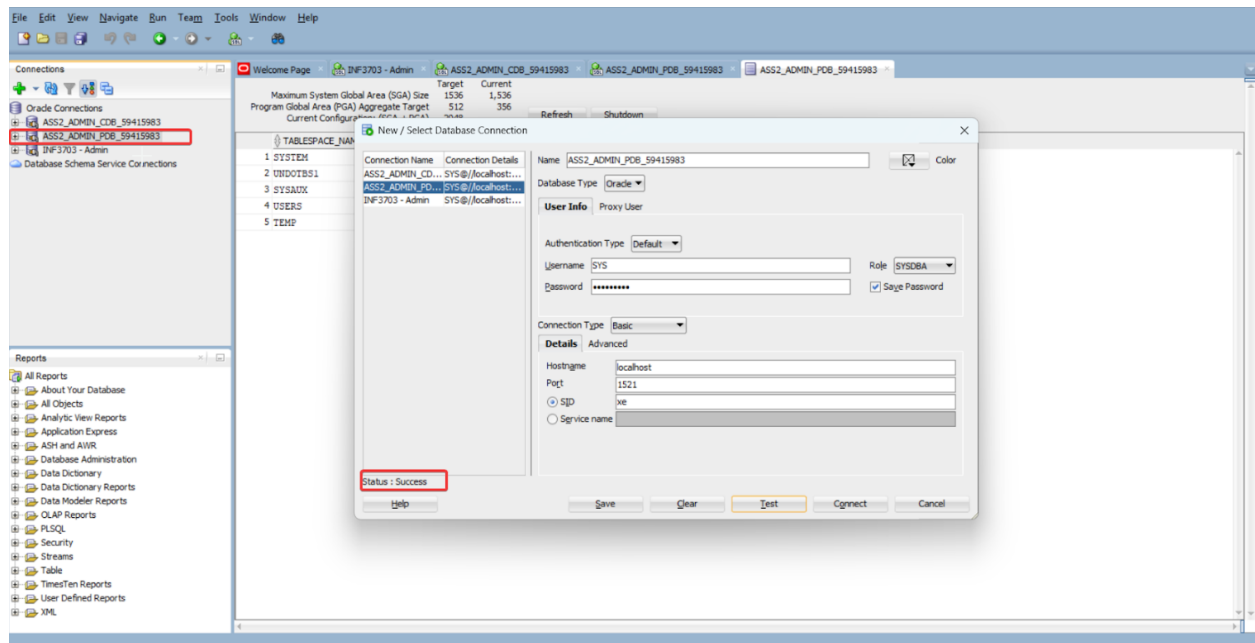 File Edit View Navigate Run Team Tools Window Help
Connections
Oracle Connections
ASS2_ADMIN_CDB_59415983
ASS2_ADMIN_PDB_59415983
INF3703 - Admin
Database Schema Service Connections
Reports
All Reports
About Your Database
All Objects
Analytic View Reports
Application Express
ASH and AWR
Database Administration
Data Dictionary
Data Dictionary Reports
Data Modeler Reports
OLAP Reports
PLSQL
Security
Streams
Table
TimesTen Reports
User Defined Reports
XML
Welcome Page INF3703 - Admin ASS2_ADMIN_CDB_59415983 ASS2_ADMIN_PDB_59415983 ASS2_ADMIN_PDB_59415983
Target Current
Maximum System Global Area (SGA) Size 1536 1,536
Program Global Area (PGA) Aggregate Target 512 356
Current Configuration (SGA + PGA) 2048
Refresh Shutdown
TABLESPACE_NAM
1 SYSTEM
2 UNDOTBS1
3 SYSAUX
4 USERS
5 TEMP
New / Select Database Connection
Connection Name Connection Details
ASS2_ADMIN_CD... SYS@//localhost:...
ASS2_ADMIN_PD... SYS@//localhost:...
INF3703 - Admin SYS@//localhost:...
Name ASS2_ADMIN_PDB_59415983 Color
Database Type Oracle
User Info Proxy User
Authentication Type Default
Username SYS Role SYSDBA
Password ••••••••• Save Password
Connection Type Basic
Details Advanced
Hostname localhost
Port 1521
SID xe
Service name
Status : Success
Help Save Clear Test Connect Cancel